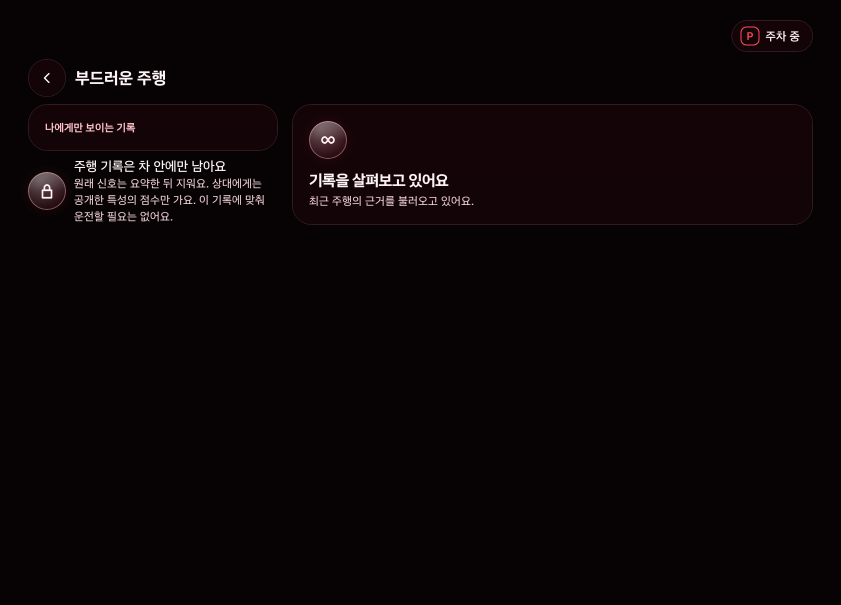 P 주차 중
부드러운 주행
나에게만 보이는 기록
주행 기록은 차 안에만 남아요
원래 신호는 요약한 뒤 지워요. 상대에게는
공개한 특성의 점수만 가요. 이 기록에 맞춰
운전할 필요는 없어요.
기록을 살펴보고 있어요
최근 주행의 근거를 불러오고 있어요.